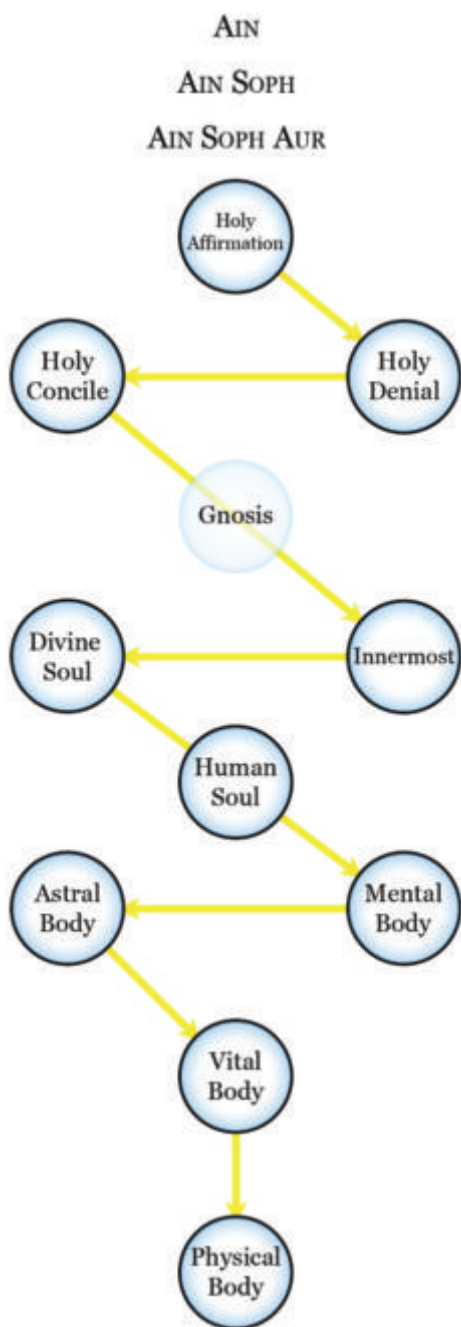 AIN
AIN SOPH
AIN SOPH AUR
Holy
Affirmation
Holy
Concile
Holy
Denial
Gnosis
Divine
Soul
Innermost
Human
Soul
Astral
Body
Mental
Body
Vital
Body
Physical
Body